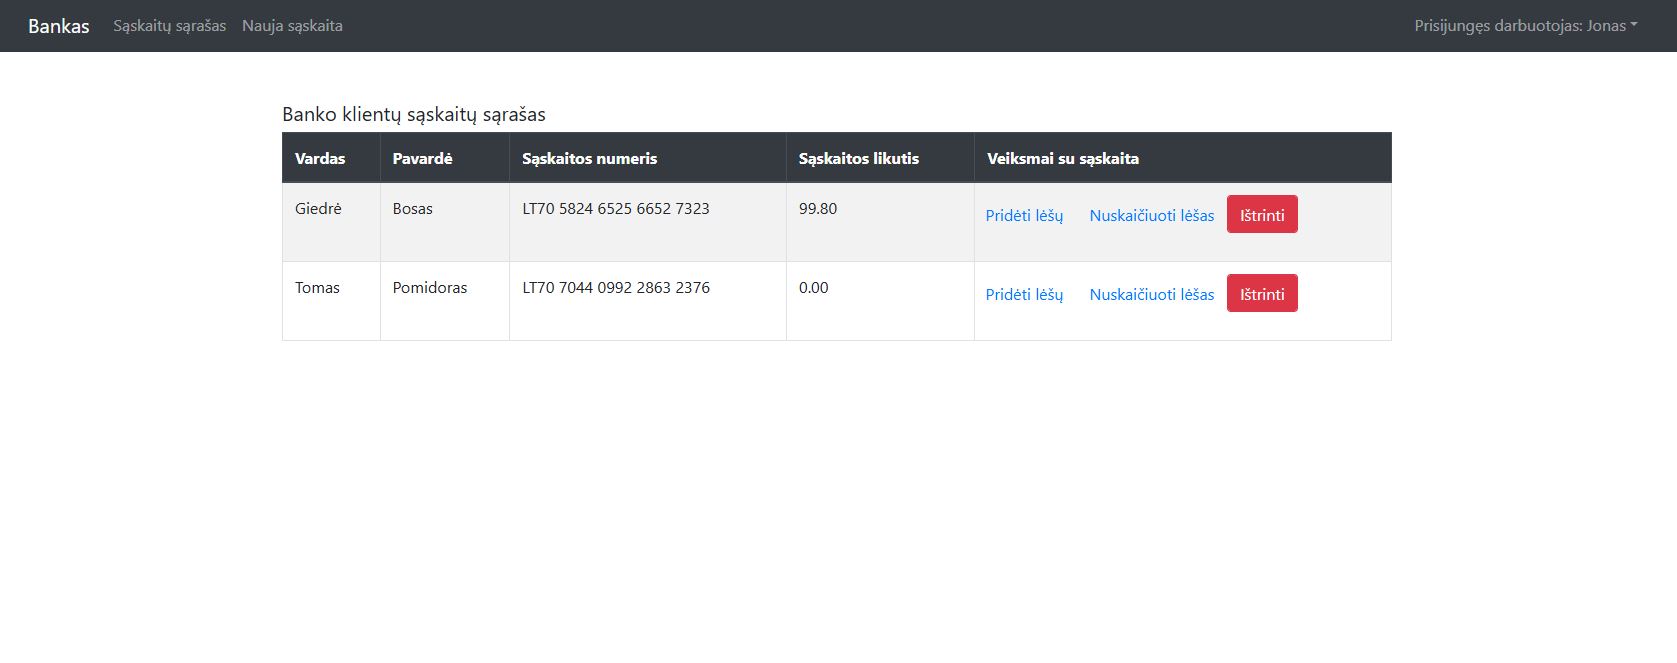 Bankas Sąskaitų sąrašas Nauja sąskaita Prisijungęs darbuotojas: Jonas
Banko klientų sąskaitų sąrašas
Vardas Pavardė Sąskaitos numeris Sąskaitos likutis Veiksmai su sąskaita
Giedrė Bosas LT70 5824 6525 6652 7323 99.80 Pridėti lėšų Nuskaičiuoti lėšas Ištrinti
Tomas Pomidoras LT70 7044 0992 2863 2376 0.00 Pridėti lėšų Nuskaičiuoti lėšas Ištrinti